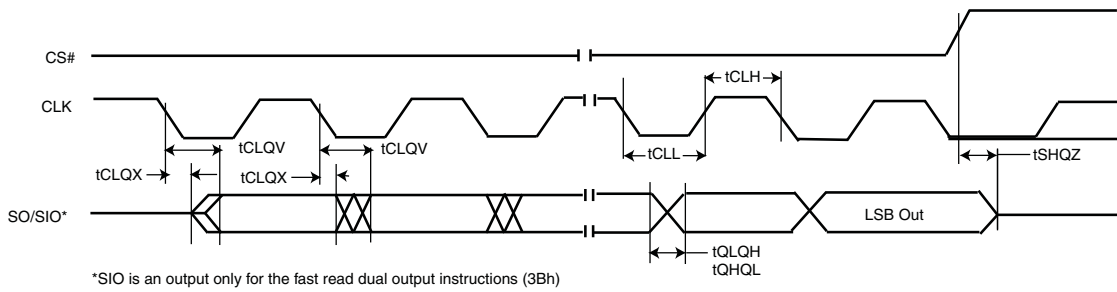 CS#
tCLH
CLK
tCLQV
tCLQV
tCLL
tSHQZ
tCLQX
tCLQX
SO/SIO*
LSB Out
tQLQH
tQHQL
*SIO is an output only for the fast read dual output instructions (3Bh)